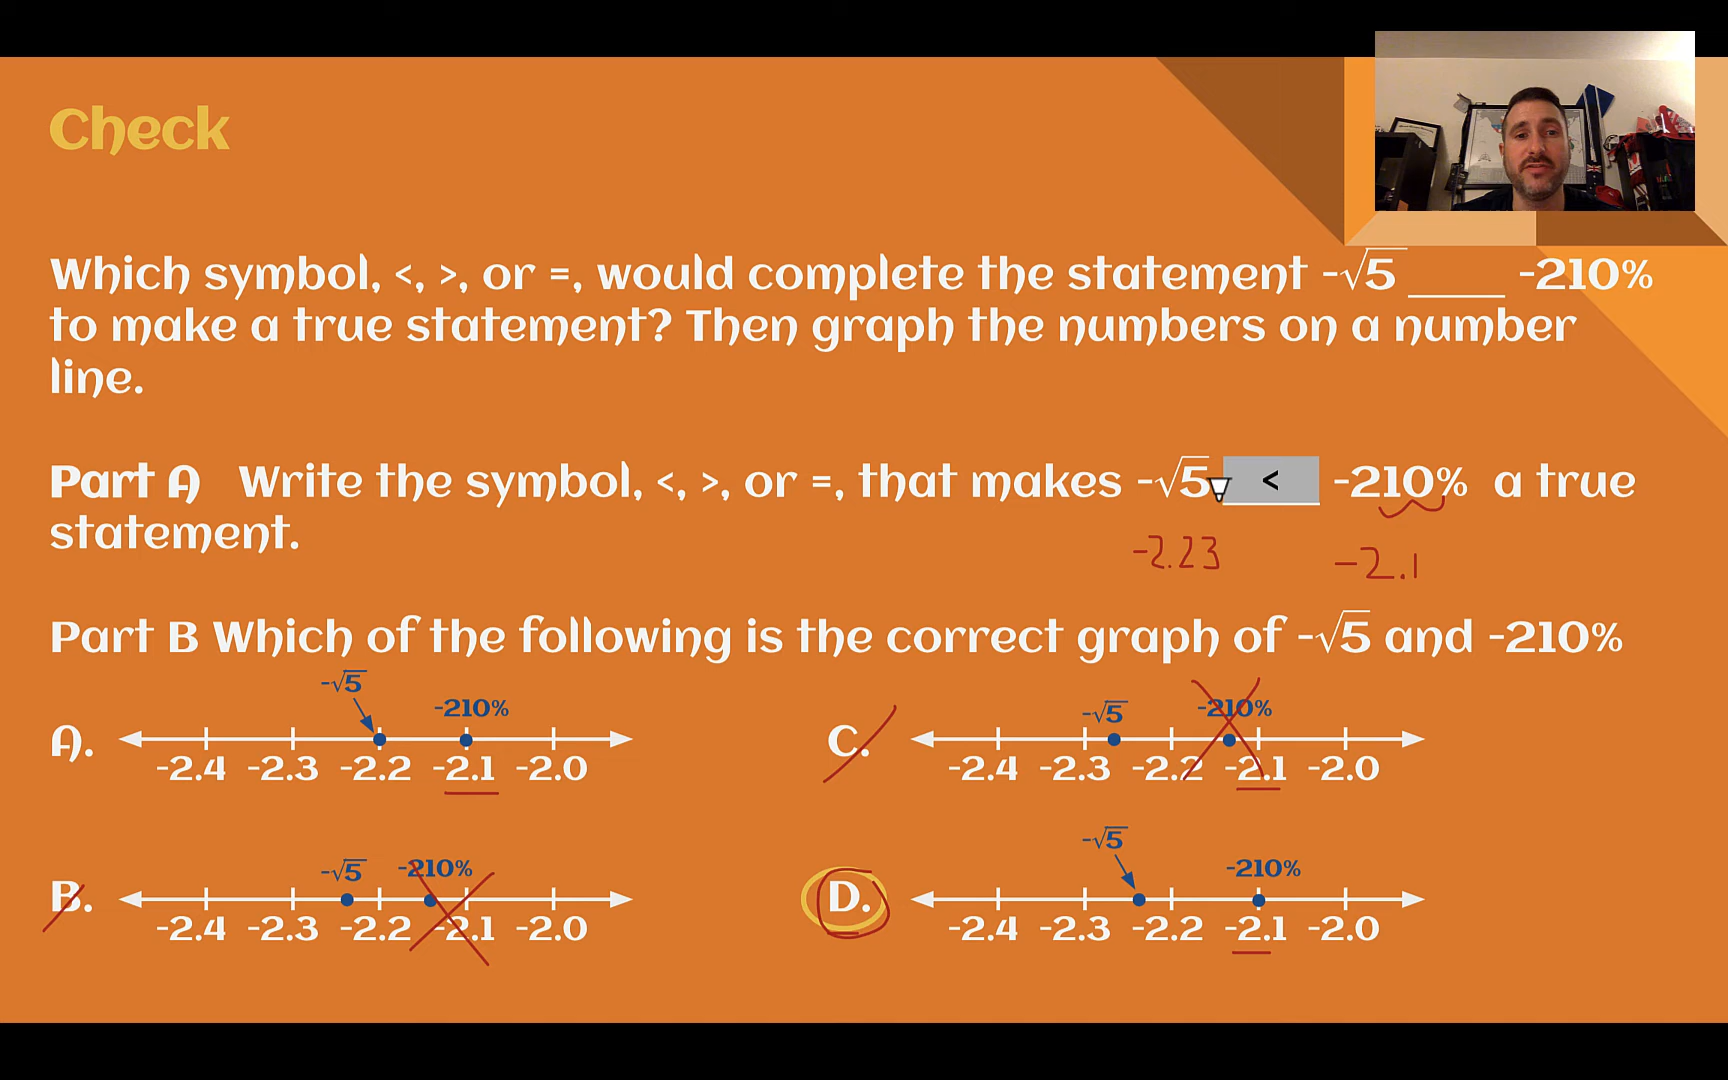 Check
Which symbol, <, >, or =, would complete the statement -√5 ____ -210%
to make a true statement? Then graph the numbers on a number
line.
Part A Write the symbol, <, >, or =, that makes -√5 < -210% a true
statement.
-2.23 -2.1
Part B Which of the following is the correct graph of -√5 and -210%
-√5 -210%
A.
-2.4 -2.3 -2.2 -2.1 -2.0
-√5 -210%
C.
-2.4 -2.3 -2.2 -2.1 -2.0
-√5 -210%
B.
-2.4 -2.3 -2.2 -2.1 -2.0
-√5 -210%
D.
-2.4 -2.3 -2.2 -2.1 -2.0